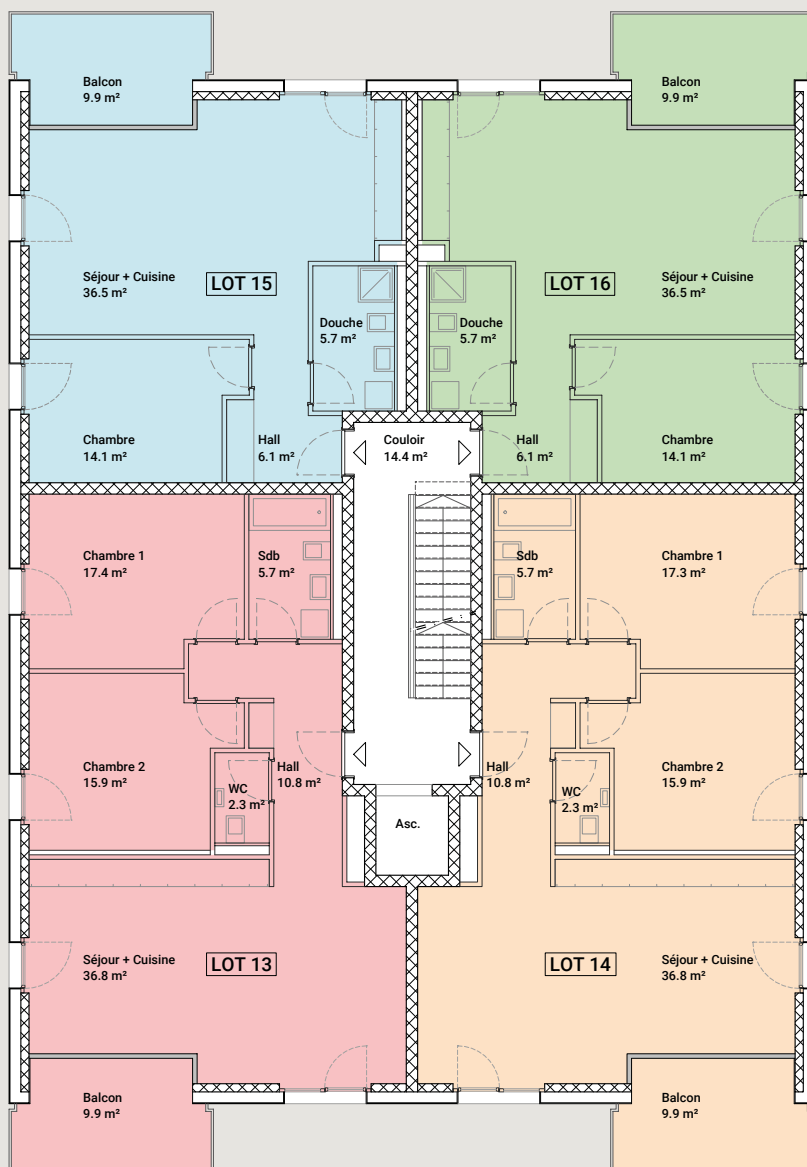 Balcon
9.9 m²
Balcon
9.9 m²
Séjour + Cuisine
36.5 m²
LOT 15
LOT 16
Séjour + Cuisine
36.5 m²
Douche
5.7 m²
Douche
5.7 m²
Chambre
14.1 m²
Hall
6.1 m²
Couloir
14.4 m²
Hall
6.1 m²
Chambre
14.1 m²
Chambre 1
17.4 m²
Sdb
5.7 m²
Sdb
5.7 m²
Chambre 1
17.3 m²
Chambre 2
15.9 m²
Hall
10.8 m²
Hall
10.8 m²
Chambre 2
15.9 m²
WC
2.3 m²
WC
2.3 m²
Asc.
Séjour + Cuisine
36.8 m²
LOT 13
LOT 14
Séjour + Cuisine
36.8 m²
Balcon
9.9 m²
Balcon
9.9 m²